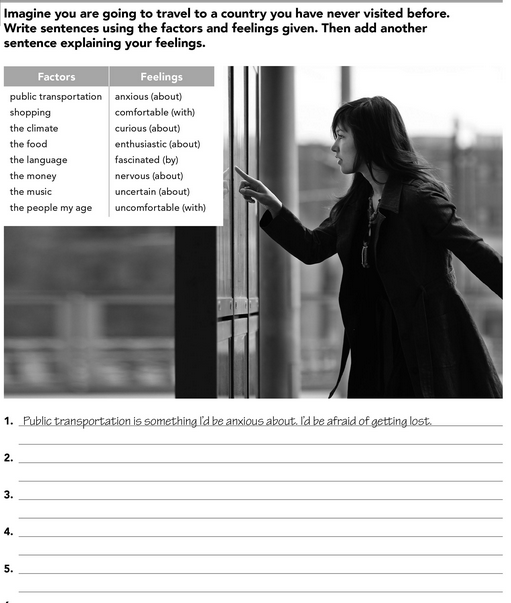 Imagine you are going to travel to a country you have never visited before.
Write sentences using the factors and feelings given. Then add another
sentence explaining your feelings.
Factors Feelings
public transportation anxious (about)
shopping comfortable (with)
the climate curious (about)
the food enthusiastic (about)
the language fascinated (by)
the money nervous (about)
the music uncertain (about)
the people my age uncomfortable (with)
1. Public transportation is something I'd be anxious about. I'd be afraid of getting lost.
2.
3.
4.
5.